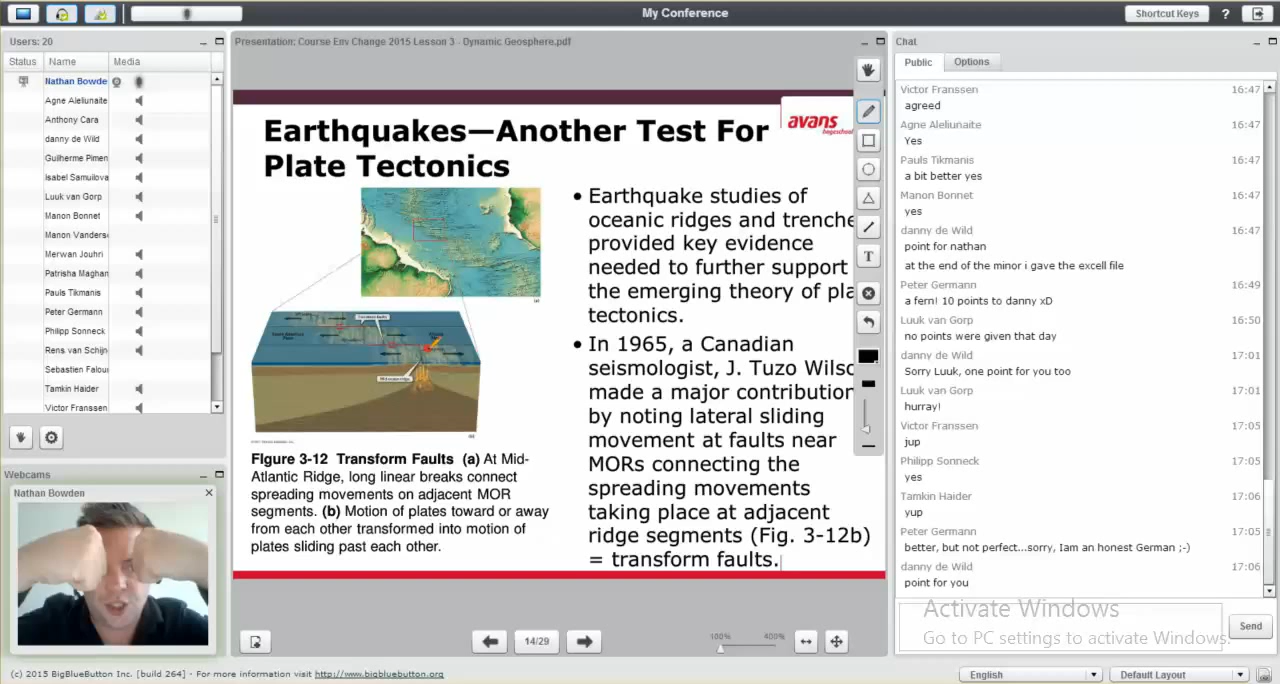 My Conference
Shortcut Keys
?
Users: 20
Status Name Media
Nathan Bowde
Agne Aleliunaite
Anthony Cara
danny de Wild
Guilherme Pimen
Isabel Samuilova
Luuk van Gorp
Manon Bonnet
Manon Vanders
Merwan Jouhri
Patrisha Maghan
Pauls Tikmanis
Peter Germann
Philipp Sonneck
Rens van Schijn
Sebastien Falou
Tamkin Haider
Victor Franssen
Webcams
Nathan Bowden
Presentation: Course Env Change 2015 Lesson 3 - Dynamic Geosphere.pdf
avans
hogeschool
Earthquakes—Another Test For
Plate Tectonics
• Earthquake studies of
oceanic ridges and trenche
provided key evidence
needed to further support
the emerging theory of pla
tectonics.
• In 1965, a Canadian
seismologist, J. Tuzo Wilso
made a major contribution
by noting lateral sliding
movement at faults near
MORs connecting the
spreading movements
taking place at adjacent
ridge segments (Fig. 3-12b)
= transform faults.
Figure 3-12 Transform Faults (a) At Mid-
Atlantic Ridge, long linear breaks connect
spreading movements on adjacent MOR
segments. (b) Motion of plates toward or away
from each other transformed into motion of
plates sliding past each other.
T
14/29
100% 400%
Chat
Public Options
Victor Franssen 16:47
agreed
Agne Aleliunaite 16:47
Yes
Pauls Tikmanis 16:47
a bit better yes
Manon Bonnet 16:47
yes
danny de Wild 16:47
point for nathan
at the end of the minor i gave the excell file
Peter Germann 16:49
a fern! 10 points to danny xD
Luuk van Gorp 16:50
no points were given that day
danny de Wild 17:01
Sorry Luuk, one point for you too
Luuk van Gorp 17:01
hurray!
Victor Franssen 17:05
jup
Philipp Sonneck 17:05
yes
Tamkin Haider 17:06
yup
Peter Germann 17:05
better, but not perfect...sorry, Iam an honest German ;-)
danny de Wild 17:06
point for you
Activate Windows
Go to PC settings to activate Windows.
Send
(c) 2015 BigBlueButton Inc. [build 264] - For more information visit http://www.bigbluebutton.org
English
Default Layout